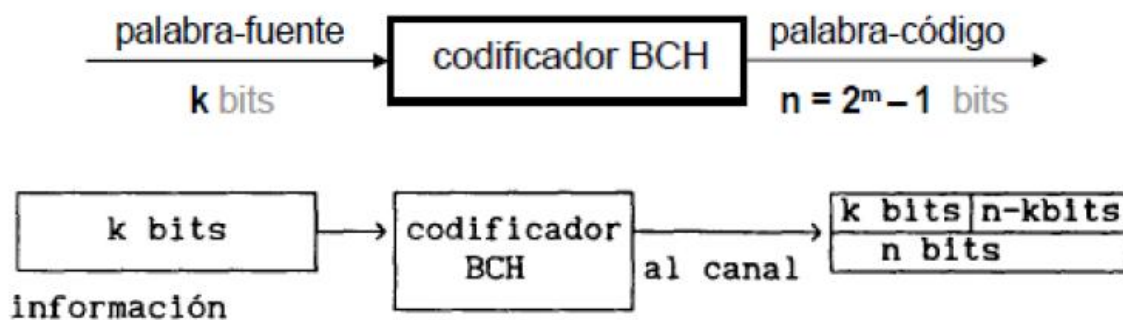 palabra-fuente codificador BCH palabra-código
k bits n = 2ᵐ – 1 bits
k bits codificador BCH k bits n-kbits
n bits
al canal
información